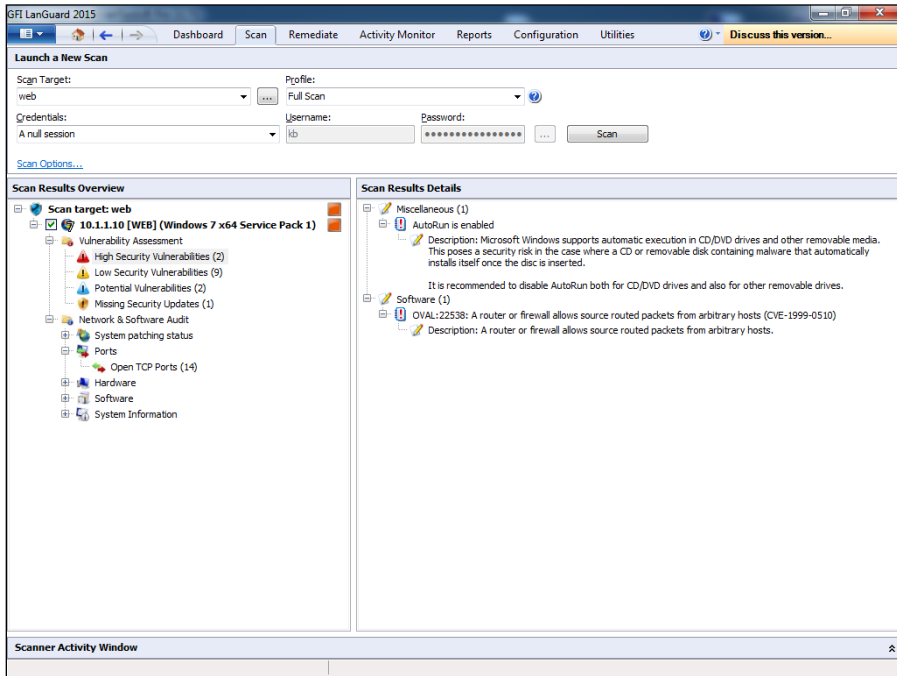 GFI LanGuard 2015
Dashboard Scan Remediate Activity Monitor Reports Configuration Utilities Discuss this version...
Launch a New Scan
Scan Target: Profile:
web ... Full Scan
Credentials: Username: Password:
A null session kb ●●●●●●●●●●●●●●●● ... Scan
Scan Options...
Scan Results Overview
Scan target: web
10.1.1.10 [WEB] (Windows 7 x64 Service Pack 1)
Vulnerability Assessment
High Security Vulnerabilities (2)
Low Security Vulnerabilities (9)
Potential Vulnerabilities (2)
Missing Security Updates (1)
Network & Software Audit
System patching status
Ports
Open TCP Ports (14)
Hardware
Software
System Information
Scan Results Details
Miscellaneous (1)
AutoRun is enabled
Description: Microsoft Windows supports automatic execution in CD/DVD drives and other removable media.
This poses a security risk in the case where a CD or removable disk containing malware that automatically
installs itself once the disc is inserted.
It is recommended to disable AutoRun both for CD/DVD drives and also for other removable drives.
Software (1)
OVAL:22538: A router or firewall allows source routed packets from arbitrary hosts (CVE-1999-0510)
Description: A router or firewall allows source routed packets from arbitrary hosts.
Scanner Activity Window